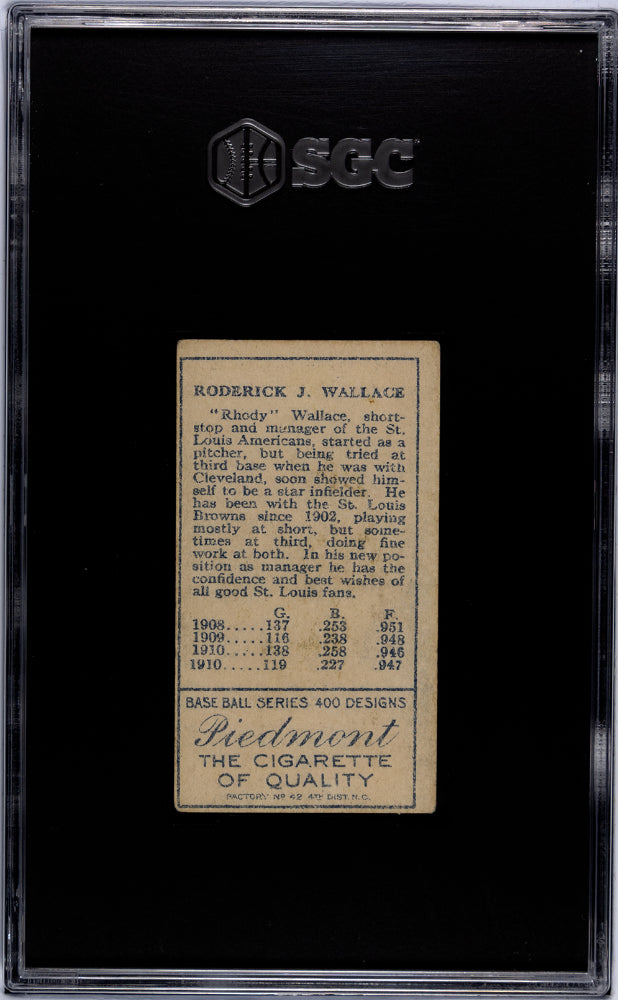 SGC
RODERICK J. WALLACE
"Rhody" Wallace, short-
stop and manager of the St.
Louis Americans, started as a
pitcher, but being tried at
third base when he was with
Cleveland, soon showed him-
self to be a star infielder. He
has been with the St. Louis
Browns since 1902, playing
mostly at short, but some-
times at third, doing fine
work at both. In his new po-
sition as manager he has the
confidence and best wishes of
all good St. Louis fans.
G. B. F.
1908.....137 .253 .951
1909.....116 .238 .948
1910.....138 .258 .946
1910.....119 .227 .947
BASE BALL SERIES 400 DESIGNS
Piedmont
THE CIGARETTE
OF QUALITY
FACTORY Nº 42 4TH DIST. N.C.